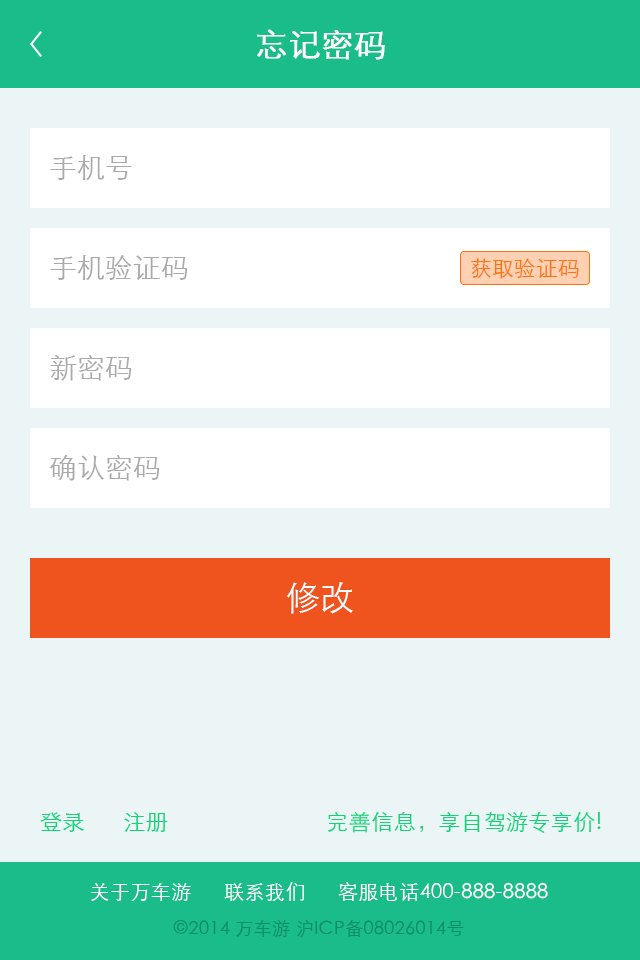 忘记密码
手机号
手机验证码 获取验证码
新密码
确认密码
修改
登录 注册 完善信息，享自驾游专享价!
关于万车游 联系我们 客服电话400-888-8888
©2014 万车游 沪ICP备08026014号